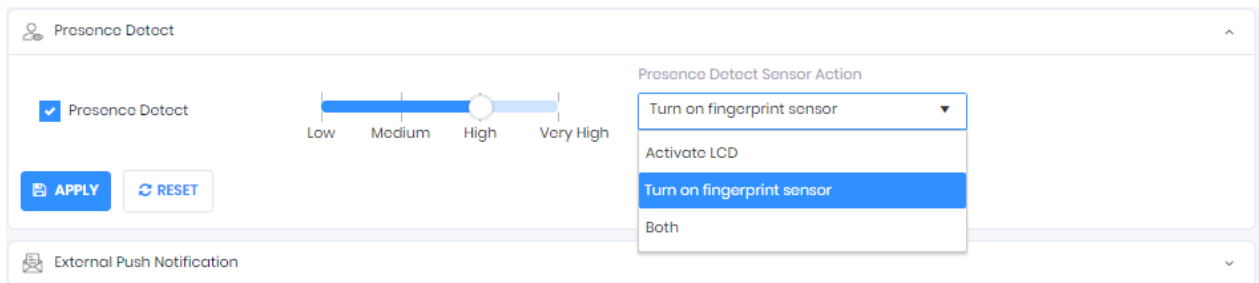 Presence Detect
Presence Detect Sensor Action
Presence Detect
Turn on fingerprint sensor
Low Medium High Very High
Activate LCD
Turn on fingerprint sensor
Both
APPLY RESET
External Push Notification